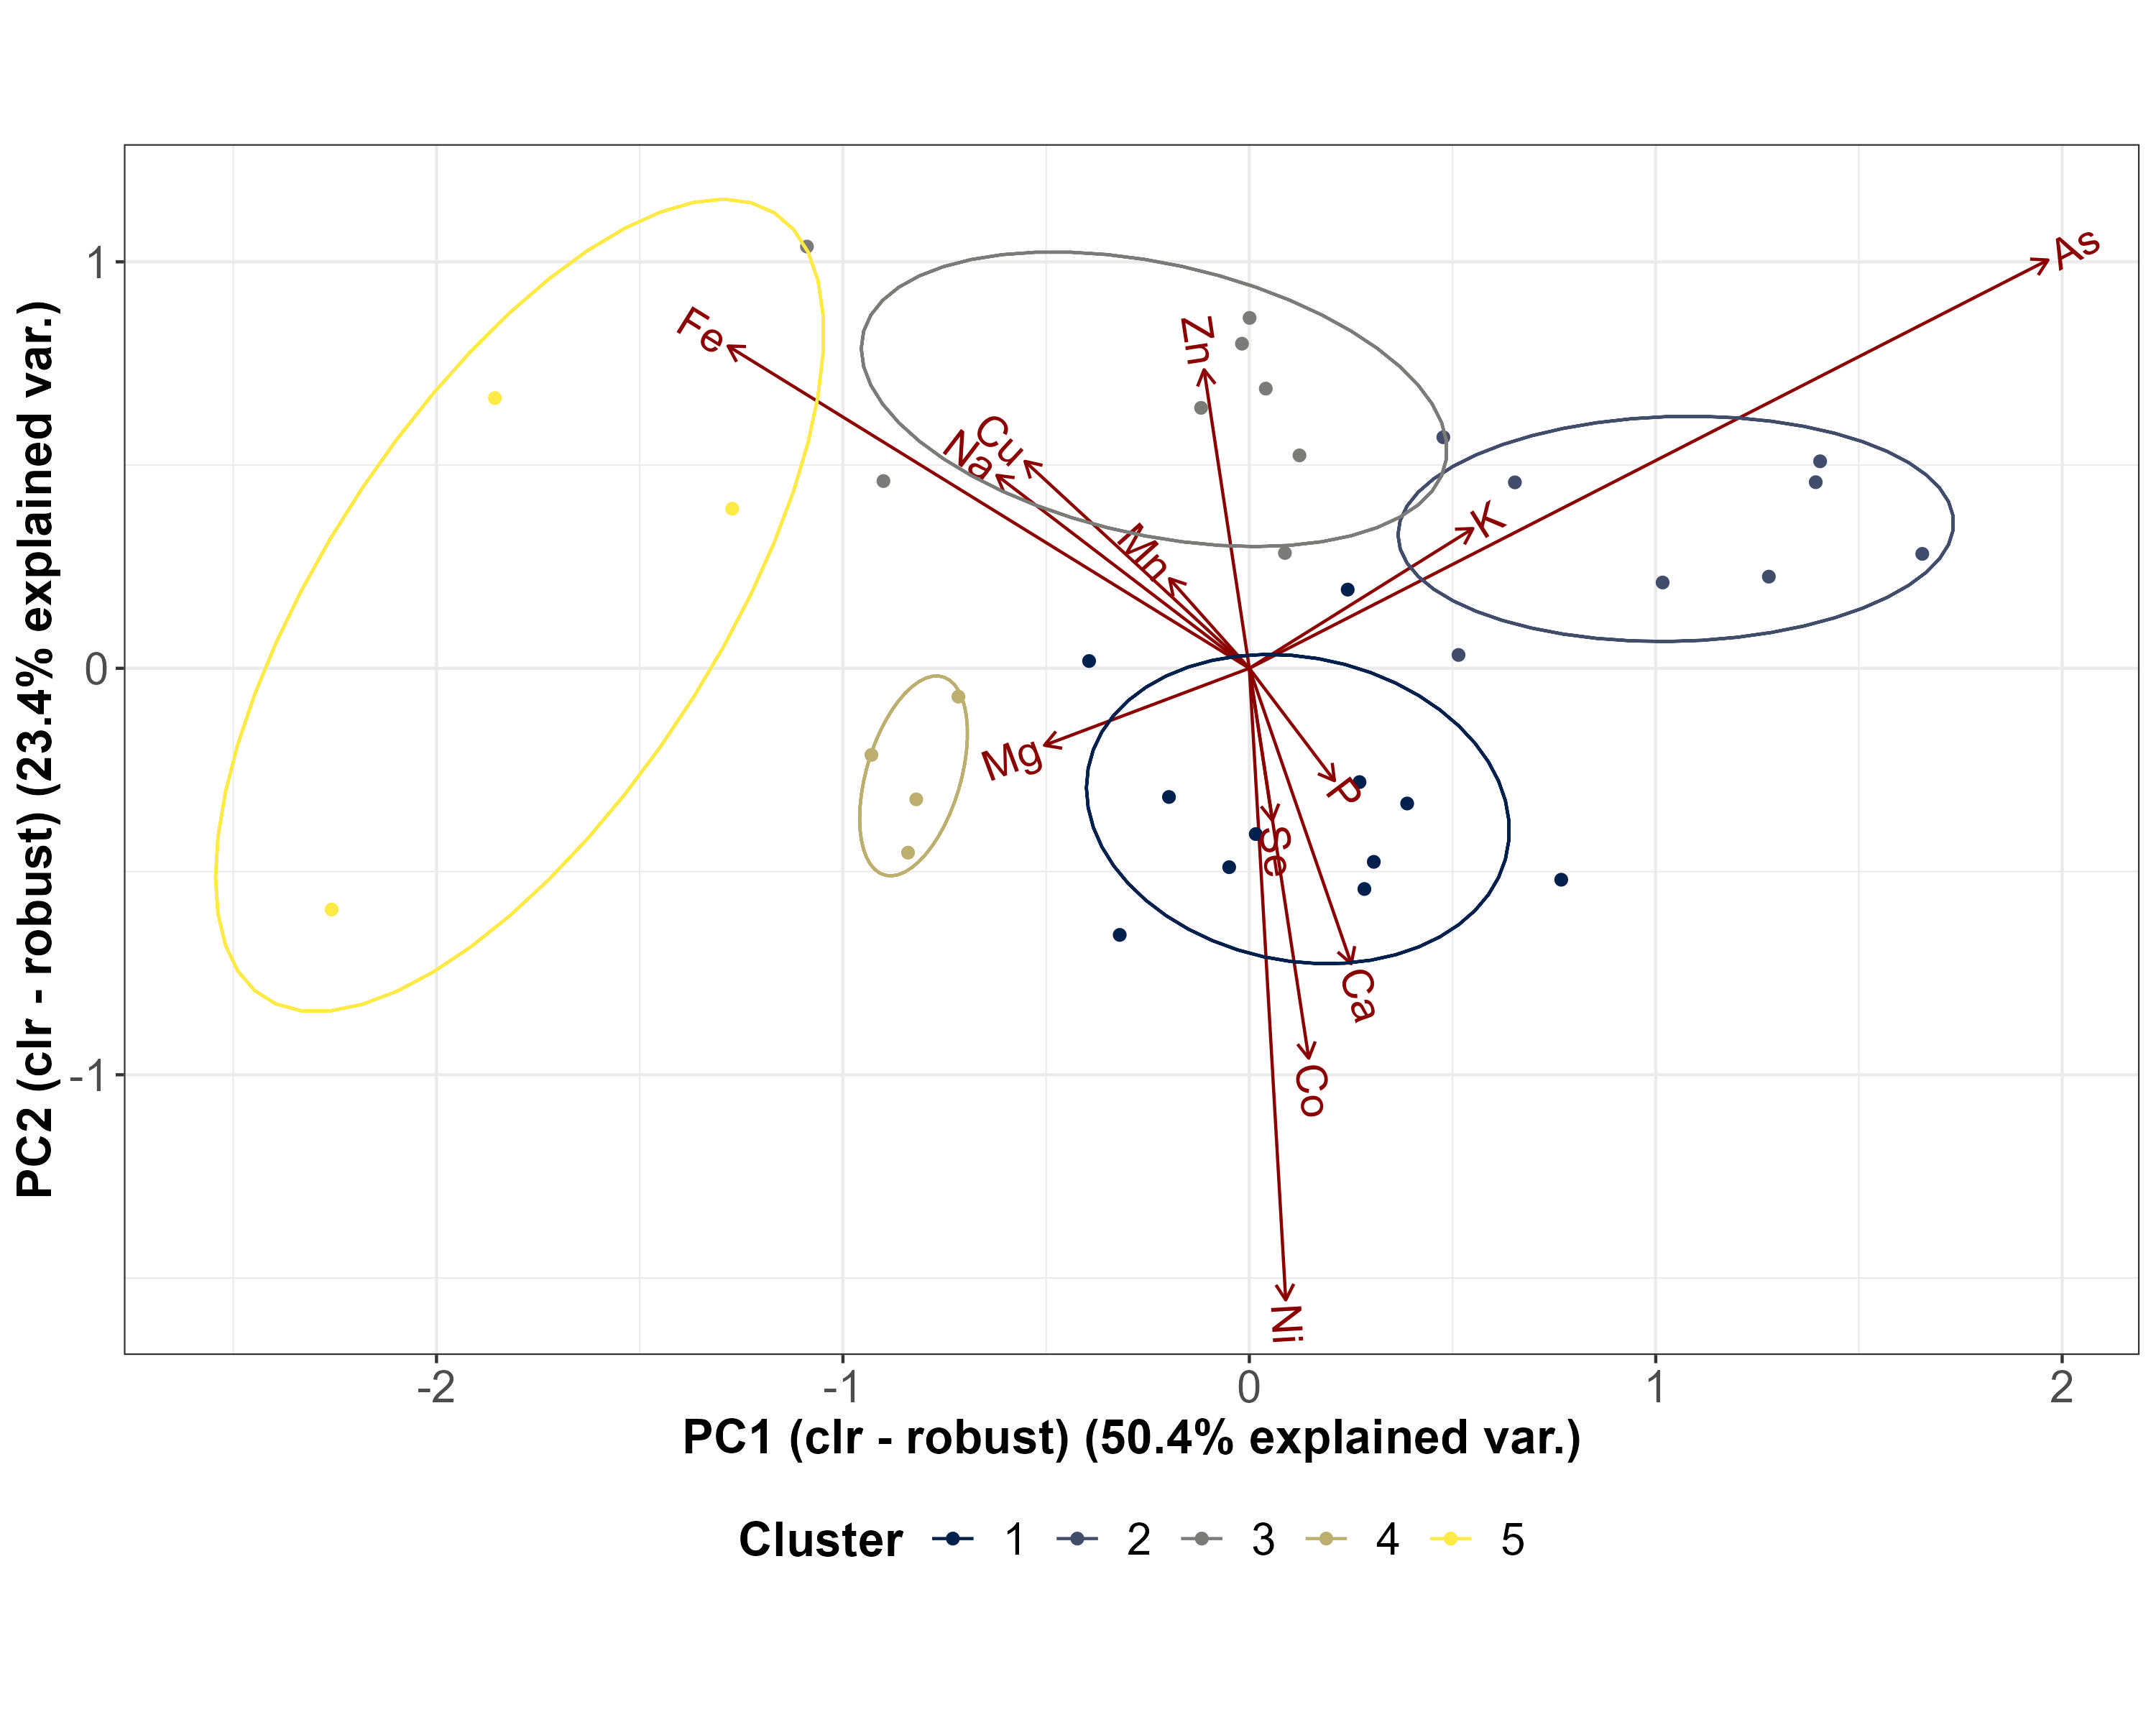 PC2 (clr - robust) (23.4% explained var.)
1
0
-1
As
Fe
Zn
Cu
Na
K
Mn
Mg
P
Se
Ca
Co
Ni
-2
-1
0
1
2
PC1 (clr - robust) (50.4% explained var.)
Cluster 1 2 3 4 5